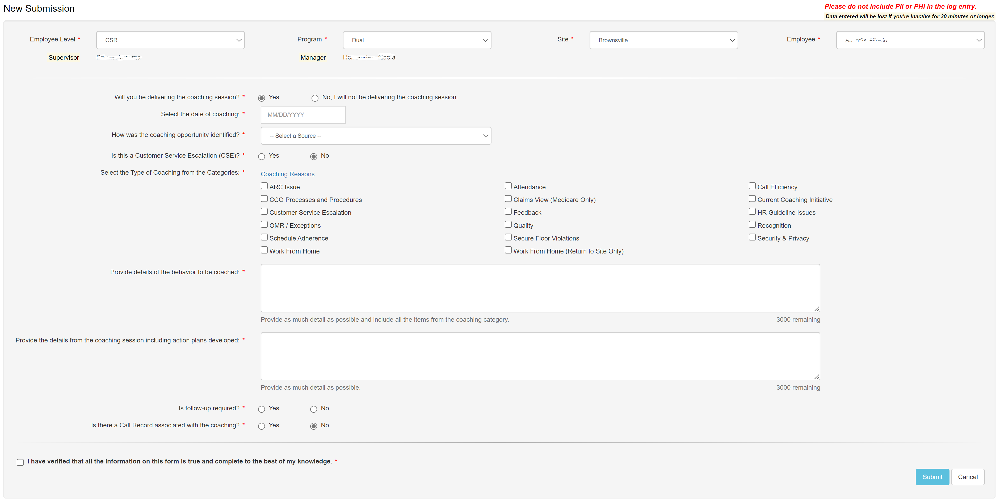 New Submission
Please do not include PII or PHI in the log entry.
Data entered will be lost if you're inactive for 30 minutes or longer.
Employee Level * CSR Program * Dual Site * Brownsville Employee *
Supervisor Manager
Will you be delivering the coaching session? * Yes No, I will not be delivering the coaching session.
Select the date of coaching: * MM/DD/YYYY
How was the coaching opportunity identified? * -- Select a Source --
Is this a Customer Service Escalation (CSE)? * Yes No
Select the Type of Coaching from the Categories: * Coaching Reasons
ARC Issue Attendance Call Efficiency
CCO Processes and Procedures Claims View (Medicare Only) Current Coaching Initiative
Customer Service Escalation Feedback HR Guideline Issues
OMR / Exceptions Quality Recognition
Schedule Adherence Secure Floor Violations Security & Privacy
Work From Home Work From Home (Return to Site Only)
Provide details of the behavior to be coached: *
Provide as much detail as possible and include all the items from the coaching category. 3000 remaining
Provide the details from the coaching session including action plans developed: *
Provide as much detail as possible. 3000 remaining
Is follow-up required? * Yes No
Is there a Call Record associated with the coaching? * Yes No
I have verified that all the information on this form is true and complete to the best of my knowledge. *
Submit Cancel